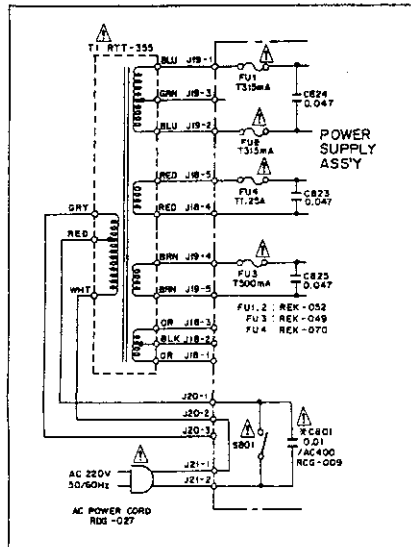 T1 RTT-355
BLU J19-1
GRN J19-3
BLU J19-2
FU1
T315mA
FU2
T315mA
C824
0.047
POWER
SUPPLY
ASS'Y
RED J18-5
RED J18-4
FU4
T1.25A
C823
0.047
GRY
RED
WHT
BRN J19-4
BRN J19-5
FU3
T500mA
C825
0.047
FU1,2 : REK-052
FU3 : REK-049
FU4 : REK-070
OR J18-3
BLK J18-2
OR J18-1
J20-1
J20-2
J20-3
S801
※C801
0.01
/AC400
RCG-009
AC 220V
50/60Hz
J21-1
J21-2
AC POWER CORD
RDG-027